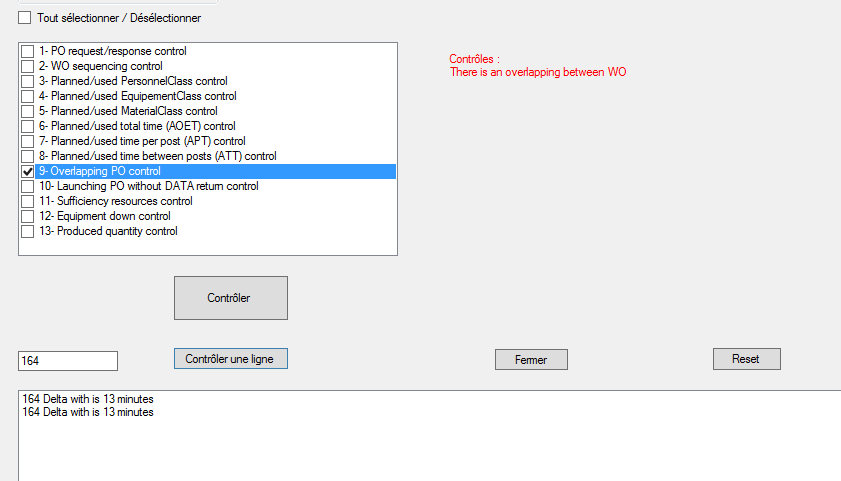 Tout sélectionner / Désélectionner
1- PO request/response control
2- WO sequencing control
3- Planned/used PersonnelClass control
4- Planned/used EquipementClass control
5- Planned/used MaterialClass control
6- Planned/used total time (AOET) control
7- Planned/used time per post (APT) control
8- Planned/used time between posts (ATT) control
9- Overlapping PO control
10- Launching PO without DATA return control
11- Sufficiency resources control
12- Equipment down control
13- Produced quantity control
Contrôles :
There is an overlapping between WO
Contrôler
164
Contrôler une ligne
Fermer
Reset
164 Delta with is 13 minutes
164 Delta with is 13 minutes